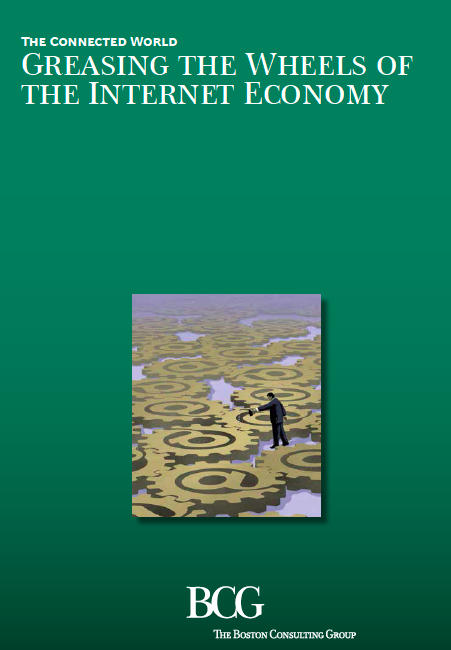 The Connected World
Greasing the Wheels of
the Internet Economy
BCG
The Boston Consulting Group